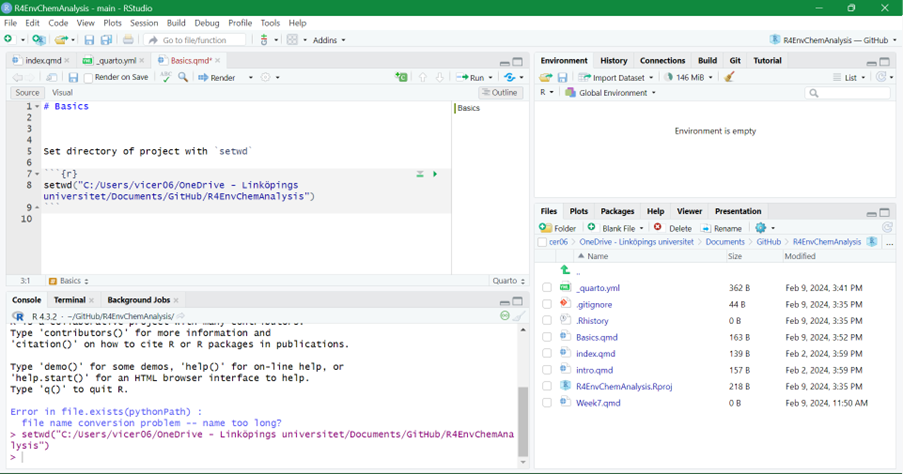 R4EnvChemAnalysis - main - RStudio
File Edit Code View Plots Session Build Debug Profile Tools Help
Go to file/function Addins R4EnvChemAnalysis — GitHub
index.qmd _quarto.yml Basics.qmd*
Render on Save Render Run
Source Visual Outline
1 # Basics
2
3
4
5 Set directory of project with `setwd`
6
7 ```{r}
8 setwd("C:/Users/vicer06/OneDrive - Linköpings
universitet/Documents/GitHub/R4EnvChemAnalysis")
9 ```
10
Basics
3:1 # Basics Quarto
Console Terminal Background Jobs
R 4.3.2 · ~/GitHub/R4EnvChemAnalysis/
R is a collaborative project with many contributors.
Type 'contributors()' for more information and
'citation()' on how to cite R or R packages in publications.
Type 'demo()' for some demos, 'help()' for on-line help, or
'help.start()' for an HTML browser interface to help.
Type 'q()' to quit R.
Error in file.exists(pythonPath) :
file name conversion problem -- name too long?
> setwd("C:/Users/vicer06/OneDrive - Linköpings universitet/Documents/GitHub/R4EnvChemAna
lysis")
>
Environment History Connections Build Git Tutorial
Import Dataset 146 MiB List
R Global Environment
Environment is empty
Files Plots Packages Help Viewer Presentation
Folder Blank File Delete Rename
cer06 OneDrive - Linköpings universitet Documents GitHub R4EnvChemAnalysis ...
Name Size Modified
..
_quarto.yml 362 B Feb 9, 2024, 3:41 PM
.gitignore 44 B Feb 9, 2024, 3:35 PM
.Rhistory 0 B Feb 9, 2024, 3:35 PM
Basics.qmd 163 B Feb 9, 2024, 3:52 PM
index.qmd 139 B Feb 2, 2024, 3:59 PM
intro.qmd 157 B Feb 2, 2024, 3:59 PM
R4EnvChemAnalysis.Rproj 218 B Feb 9, 2024, 3:35 PM
Week7.qmd 0 B Feb 9, 2024, 11:50 AM